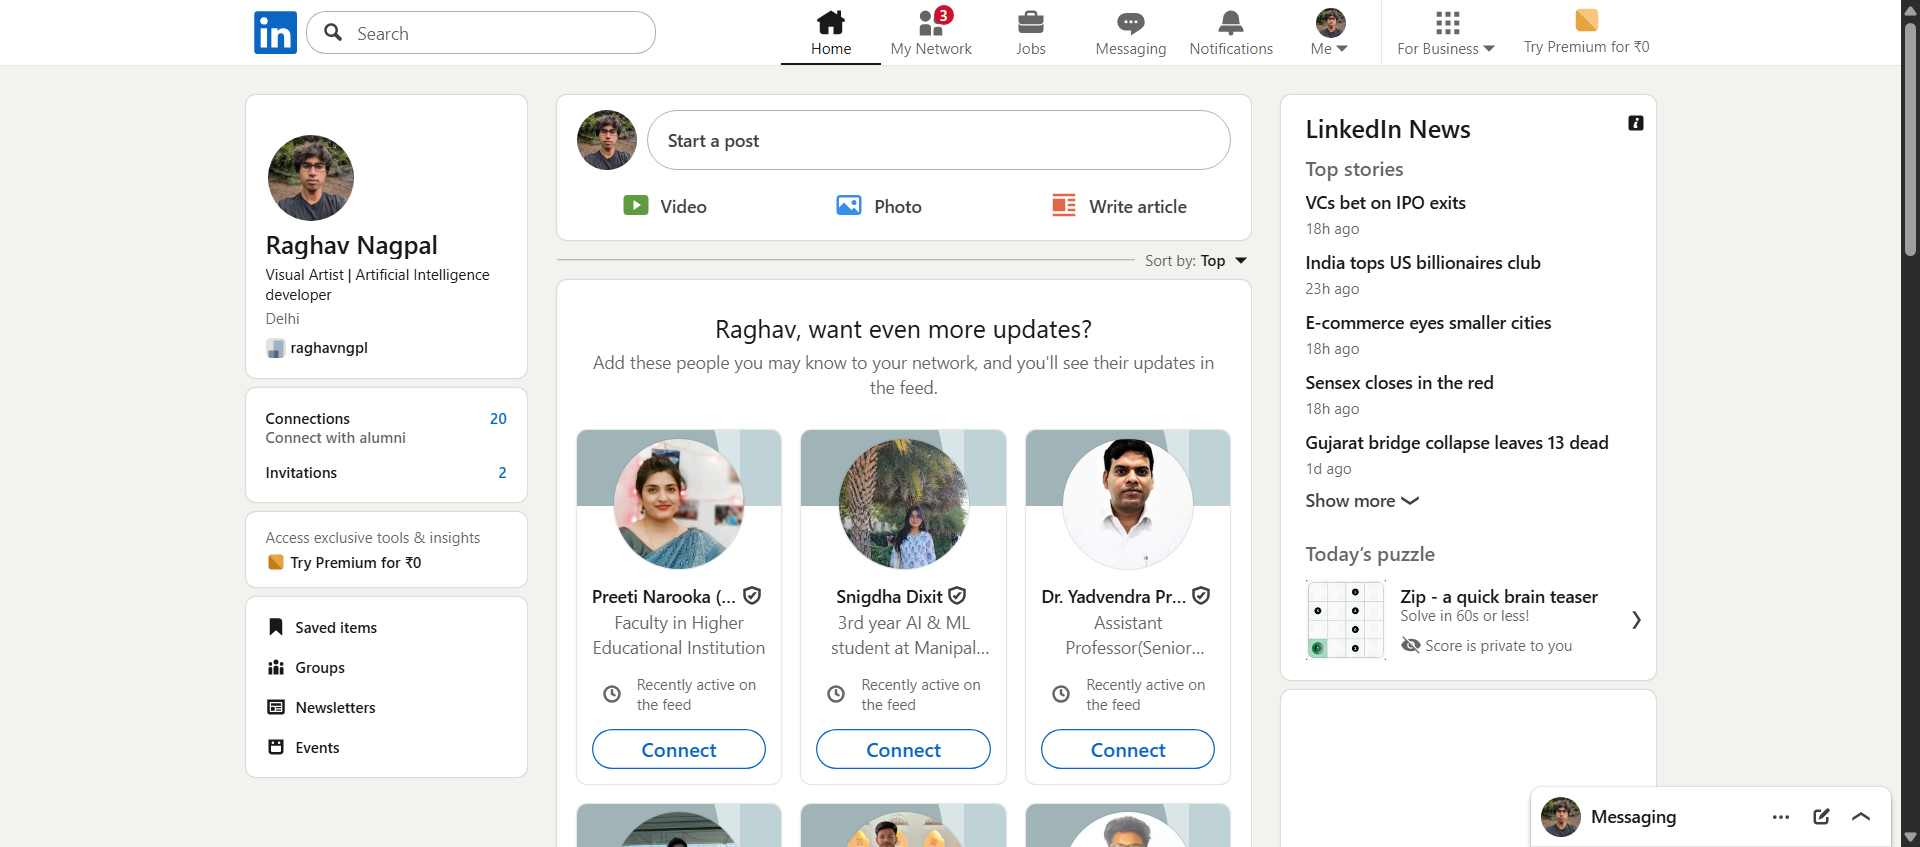 in
Search
Home
3
My Network
Jobs
Messaging
Notifications
Me
For Business
Try Premium for ₹0
Raghav Nagpal
Visual Artist | Artificial Intelligence
developer
Delhi
raghavngpl
Connections 20
Connect with alumni
Invitations 2
Access exclusive tools & insights
Try Premium for ₹0
Saved items
Groups
Newsletters
Events
Start a post
Video
Photo
Write article
Sort by: Top
Raghav, want even more updates?
Add these people you may know to your network, and you'll see their updates in
the feed.
Preeti Narooka (...
Faculty in Higher
Educational Institution
Recently active on
the feed
Connect
Snigdha Dixit
3rd year AI & ML
student at Manipal...
Recently active on
the feed
Connect
Dr. Yadvendra Pr...
Assistant
Professor(Senior...
Recently active on
the feed
Connect
LinkedIn News
Top stories
VCs bet on IPO exits
18h ago
India tops US billionaires club
23h ago
E-commerce eyes smaller cities
18h ago
Sensex closes in the red
18h ago
Gujarat bridge collapse leaves 13 dead
1d ago
Show more
Today’s puzzle
Zip - a quick brain teaser
Solve in 60s or less!
Score is private to you
Messaging